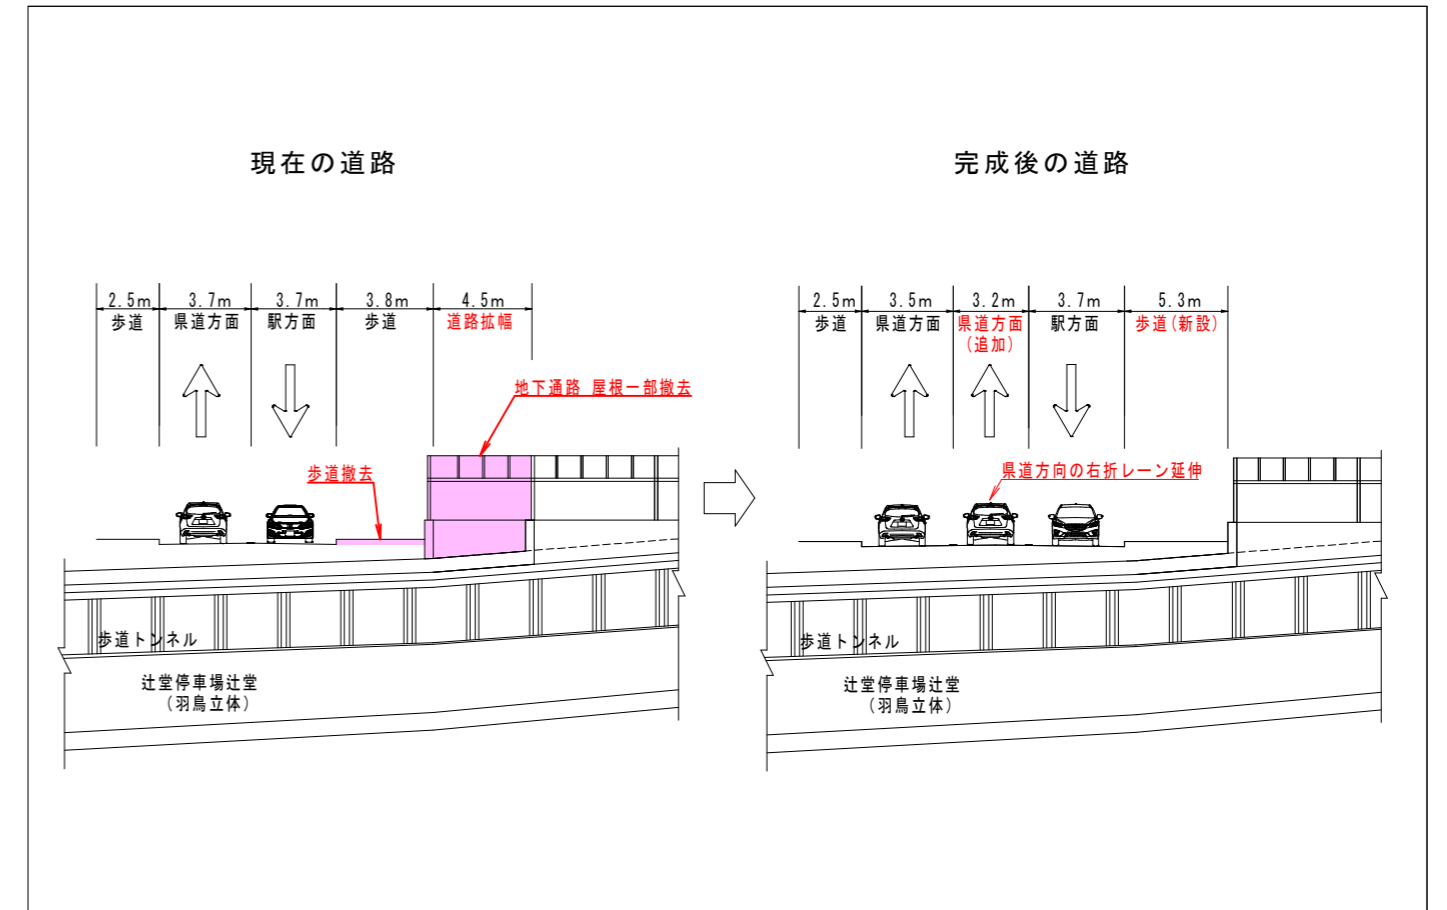 現在の道路
完成後の道路
2.5m 3.7m 3.7m 3.8m 4.5m
歩道 県道方面 駅方面 歩道 道路拡幅
地下通路 屋根一部撤去
歩道撤去
歩道トンネル
辻堂停車場辻堂
(羽鳥立体)
2.5m 3.5m 3.2m 3.7m 5.3m
歩道 県道方面 県道方面 駅方面 歩道(新設)
(追加)
県道方向の右折レーン延伸
歩道トンネル
辻堂停車場辻堂
(羽鳥立体)